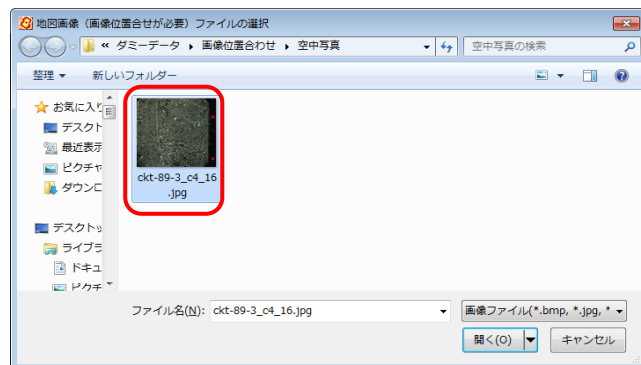 地図画像（画像位置合せが必要）ファイルの選択
« ダミーデータ ▸ 画像位置合わせ ▸ 空中写真
空中写真の検索
整理 ▼ 新しいフォルダー
お気に入り
デスクト
最近表示
ピクチャ
ダウンロ
デスクトッ
ライブラ
ドキュ
ピクチ
ckt-89-3_c4_16
.jpg
ファイル名(N): ckt-89-3_c4_16.jpg
画像ファイル(*.bmp, *.jpg, *
開く(O)
キャンセル